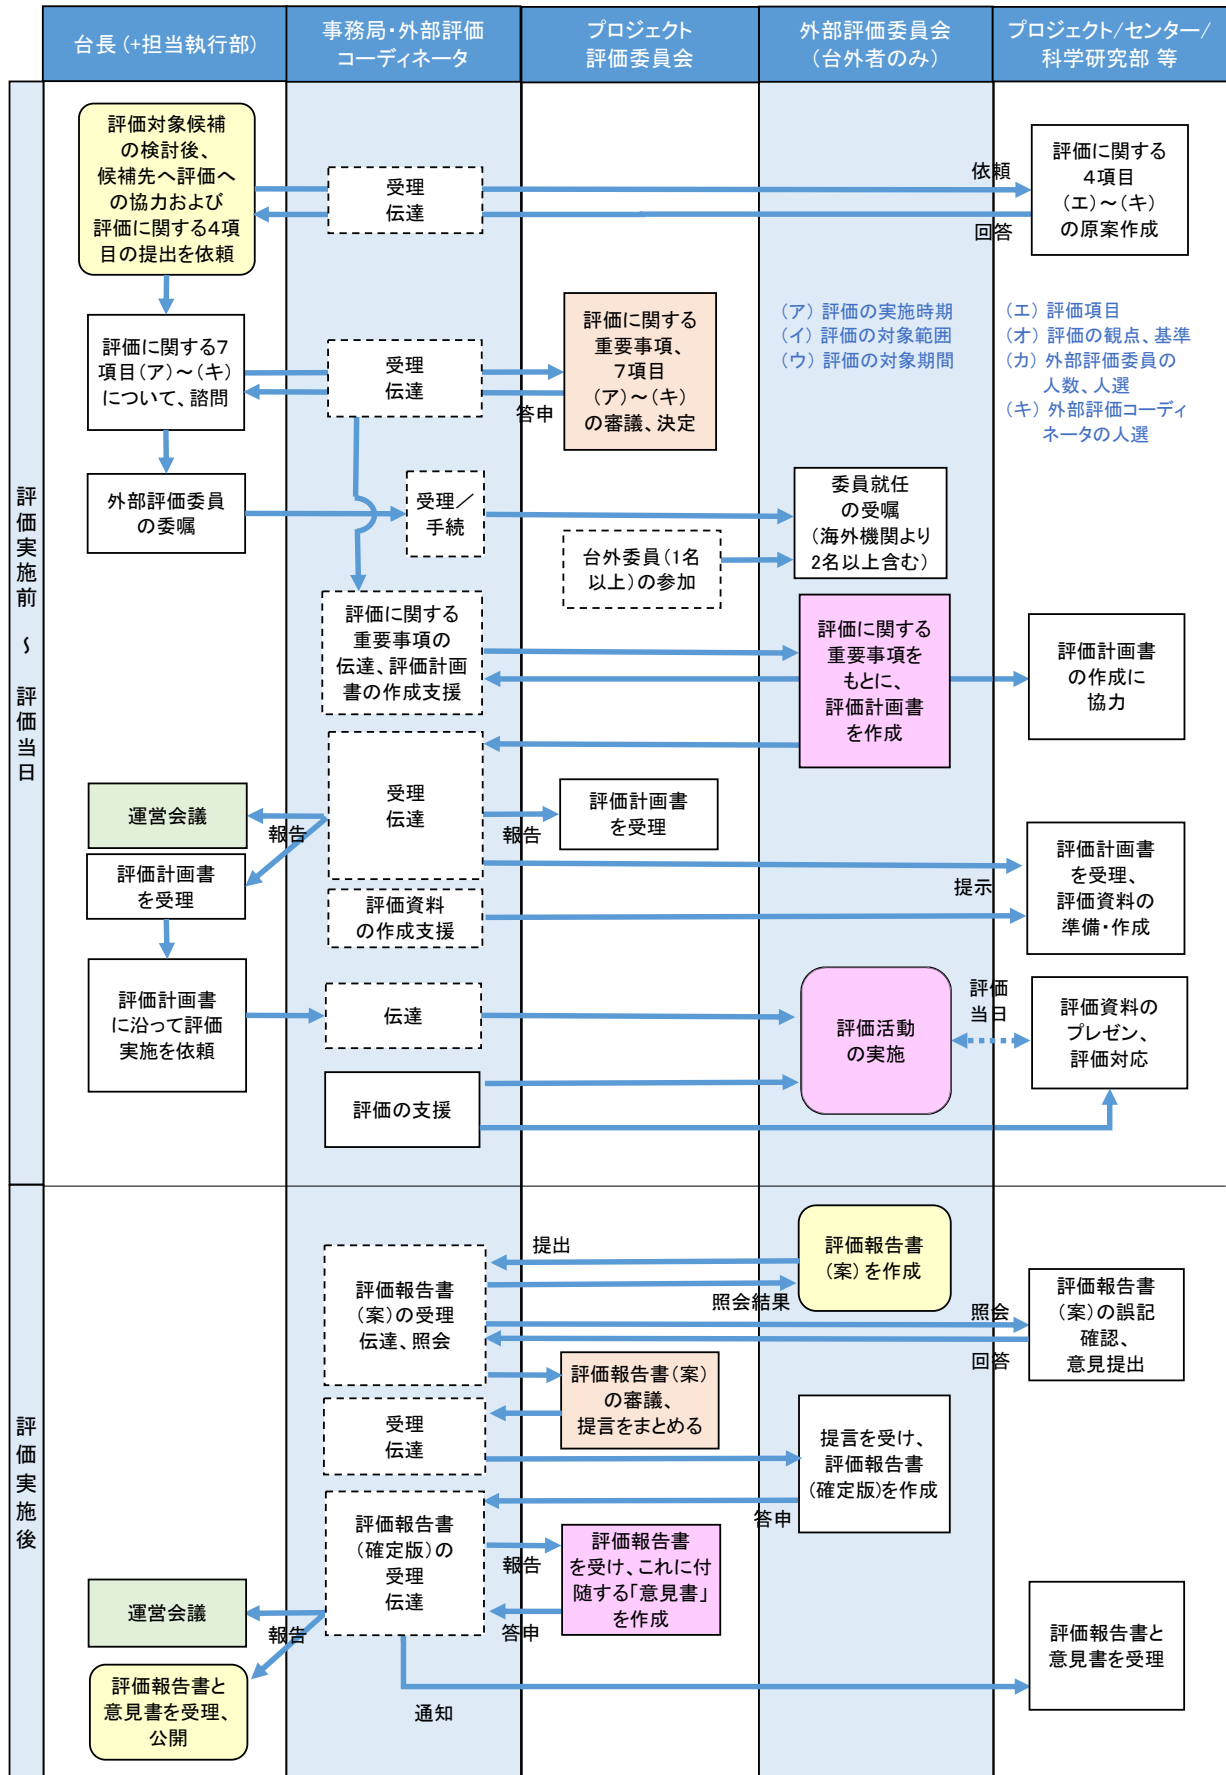 台長 (+担当執行部)
事務局・外部評価
コーディネータ
プロジェクト
評価委員会
外部評価委員会
(台外者のみ)
プロジェクト/センター/
科学研究部 等
評価実施前 ～ 評価当日
評価対象候補
の検討後、
候補先へ評価へ
の協力および
評価に関する4項
目の提出を依頼
受理
伝達
依頼
回答
評価に関する
４項目
(エ)～(キ)
の原案作成
評価に関する7
項目(ア)～(キ)
について、諮問
受理
伝達
答申
評価に関する
重要事項、
７項目
(ア)～(キ)
の審議、決定
(ア) 評価の実施時期
(イ) 評価の対象範囲
(ウ) 評価の対象期間
(エ) 評価項目
(オ) 評価の観点、基準
(カ) 外部評価委員の
人数、人選
(キ) 外部評価コーディ
ネータの人選
外部評価委員
の委嘱
受理／
手続
委員就任
の受嘱
(海外機関より
2名以上含む)
台外委員(1名
以上)の参加
評価に関する
重要事項の
伝達、評価計画
書の作成支援
評価に関する
重要事項を
もとに、
評価計画書
を作成
評価計画書
の作成に
協力
受理
伝達
運営会議
報告
報告
評価計画書
を受理
評価計画書
を受理
提示
評価計画書
を受理、
評価資料の
準備・作成
評価資料
の作成支援
評価計画書
に沿って評価
実施を依頼
伝達
評価活動
の実施
評価
当日
評価資料の
プレゼン、
評価対応
評価の支援
評価実施後
提出
評価報告書
(案)を作成
評価報告書
(案)の受理
伝達、照会
照会結果
照会
回答
評価報告書
(案)の誤記
確認、
意見提出
評価報告書(案)
の審議、
提言をまとめる
受理
伝達
提言を受け、
評価報告書
(確定版)を作成
答申
評価報告書
(確定版)の
受理
伝達
報告
答申
評価報告書
を受け、これに付
随する「意見書」
を作成
運営会議
報告
評価報告書と
意見書を受理、
公開
通知
評価報告書と
意見書を受理